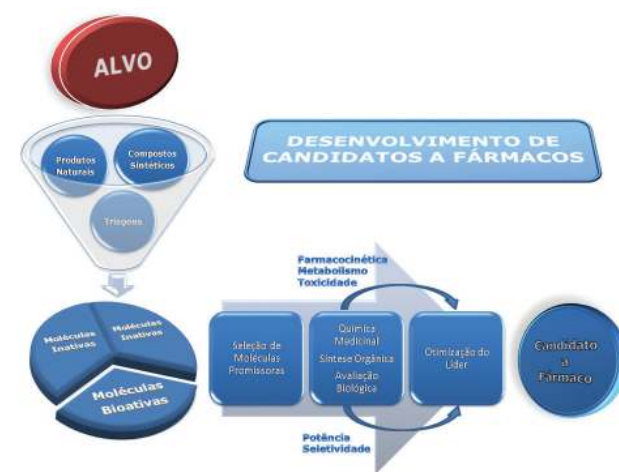 ALVO
DESENVOLVIMENTO DE
CANDIDATOS A FÁRMACOS
Produtos
Naturais
Compostos
Sintéticos
Triagens
Moléculas
Inativas
Moléculas
Inativas
Moléculas
Bioativas
Farmacocinética
Metabolismo
Toxicidade
Seleção de
Moléculas
Promissoras
Química
Medicinal
Síntese Orgânica
Avaliação
Biológica
Otimização do
Líder
Potência
Seletividade
Candidato
a
Fármaco